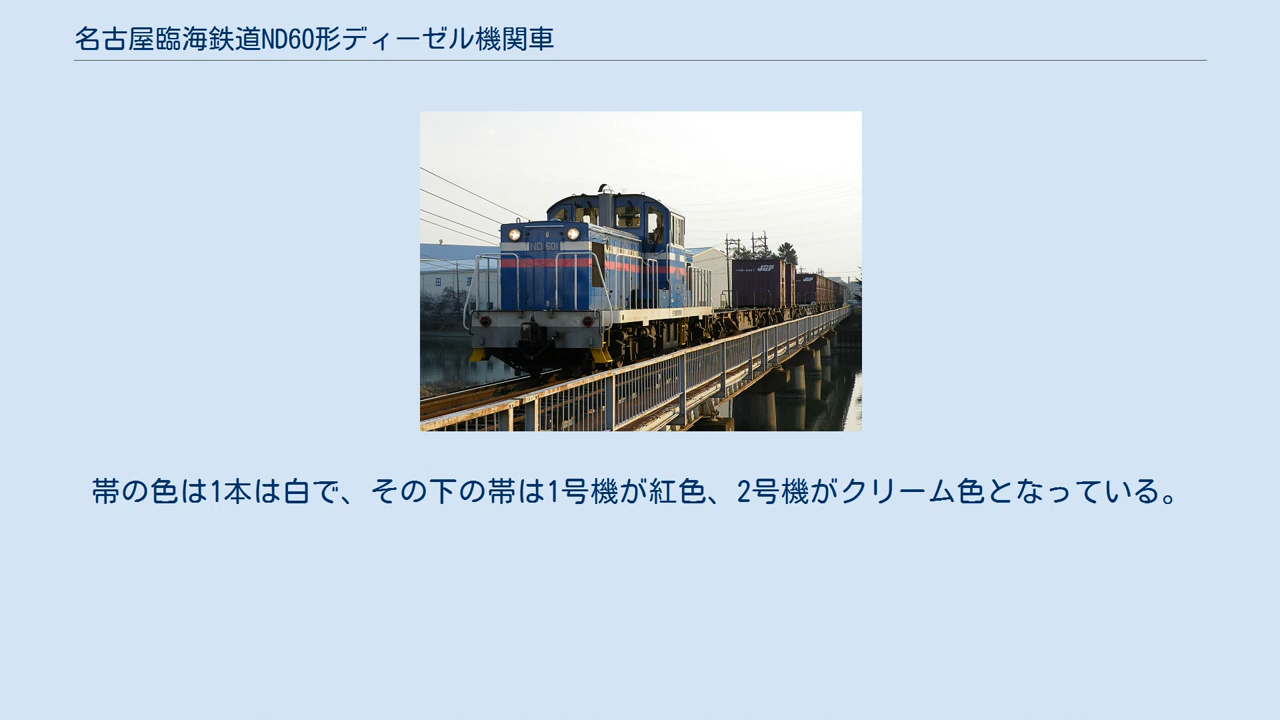 名古屋臨海鉄道ND60形ディーゼル機関車
ND 601
帯の色は1本は白で、その下の帯は1号機が紅色、2号機がクリーム色となっている。